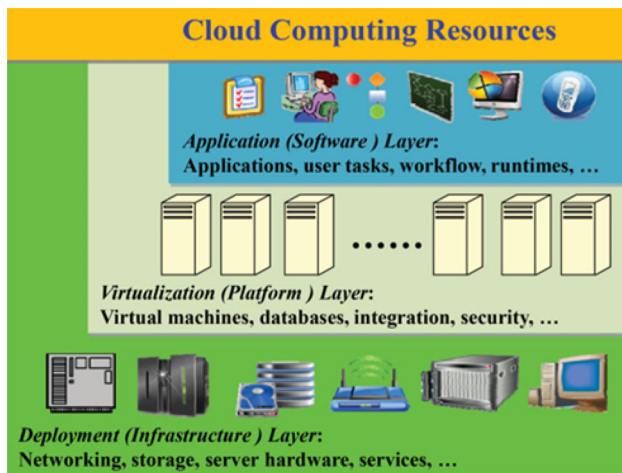 Cloud Computing Resources
Application (Software ) Layer:
Applications, user tasks, workflow, runtimes, …
Virtualization (Platform ) Layer:
Virtual machines, databases, integration, security, …
Deployment (Infrastructure ) Layer:
Networking, storage, server hardware, services, …